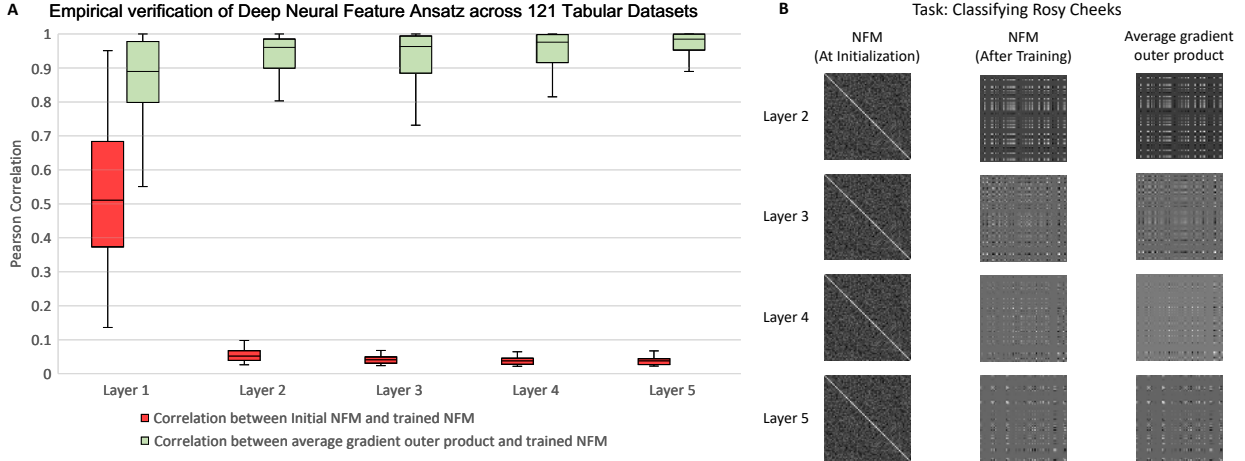 A
Empirical verification of Deep Neural Feature Ansatz across 121 Tabular Datasets
1
0.9
0.8
0.7
0.6
0.5
0.4
0.3
0.2
0.1
0
Pearson Correlation
Layer 1
Layer 2
Layer 3
Layer 4
Layer 5
Correlation between Initial NFM and trained NFM
Correlation between average gradient outer product and trained NFM
B
Task: Classifying Rosy Cheeks
NFM
(At Initialization)
NFM
(After Training)
Average gradient
outer product
Layer 2
Layer 3
Layer 4
Layer 5